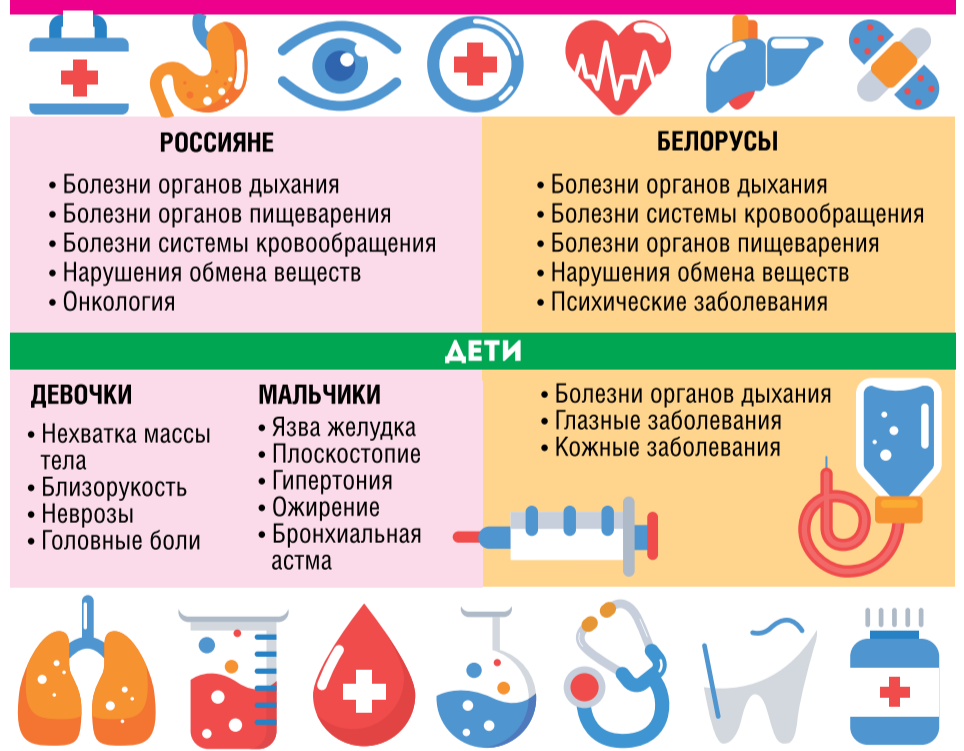 РОССИЯНЕ
• Болезни органов дыхания
• Болезни органов пищеварения
• Болезни системы кровообращения
• Нарушения обмена веществ
• Онкология
БЕЛОРУСЫ
• Болезни органов дыхания
• Болезни системы кровообращения
• Болезни органов пищеварения
• Нарушения обмена веществ
• Психические заболевания
ДЕТИ
ДЕВОЧКИ
• Нехватка массы
тела
• Близорукость
• Неврозы
• Головные боли
МАЛЬЧИКИ
• Язва желудка
• Плоскостопие
• Гипертония
• Ожирение
• Бронхиальная
астма
• Болезни органов дыхания
• Глазные заболевания
• Кожные заболевания